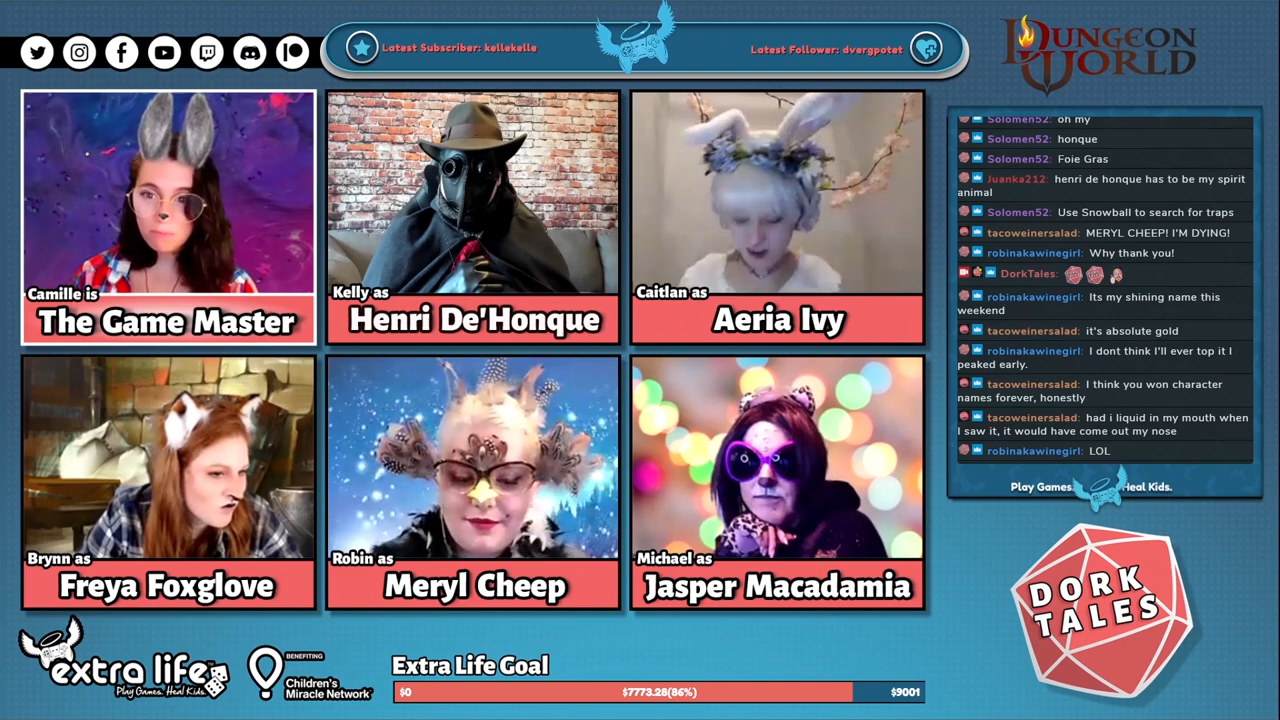 Latest Subscriber: kellekelle
Latest Follower: dvergpotet
DUNGEON
WORLD
Camille is
The Game Master
Kelly as
Henri De'Honque
Caitlan as
Aeria Ivy
Brynn as
Freya Foxglove
Robin as
Meryl Cheep
Michael as
Jasper Macadamia
Solomen52: oh my
Solomen52: honque
Solomen52: Foie Gras
Juanka212: henri de honque has to be my spirit
animal
Solomen52: Use Snowball to search for traps
tacoweinersalad: MERYL CHEEP! I'M DYING!
robinakawinegirl: Why thank you!
DorkTales:
robinakawinegirl: Its my shining name this
weekend
tacoweinersalad: it's absolute gold
robinakawinegirl: I dont think I'll ever top it I
peaked early.
tacoweinersalad: I think you won character
names forever, honestly
tacoweinersalad: had i liquid in my mouth when
I saw it, it would have come out my nose
robinakawinegirl: LOL
Play Games. Heal Kids.
DORK
TALES
extra life
Play Games. Heal Kids.
BENEFITING
Children's
Miracle Network
Extra Life Goal
$0 $7773.28(86%) $9001